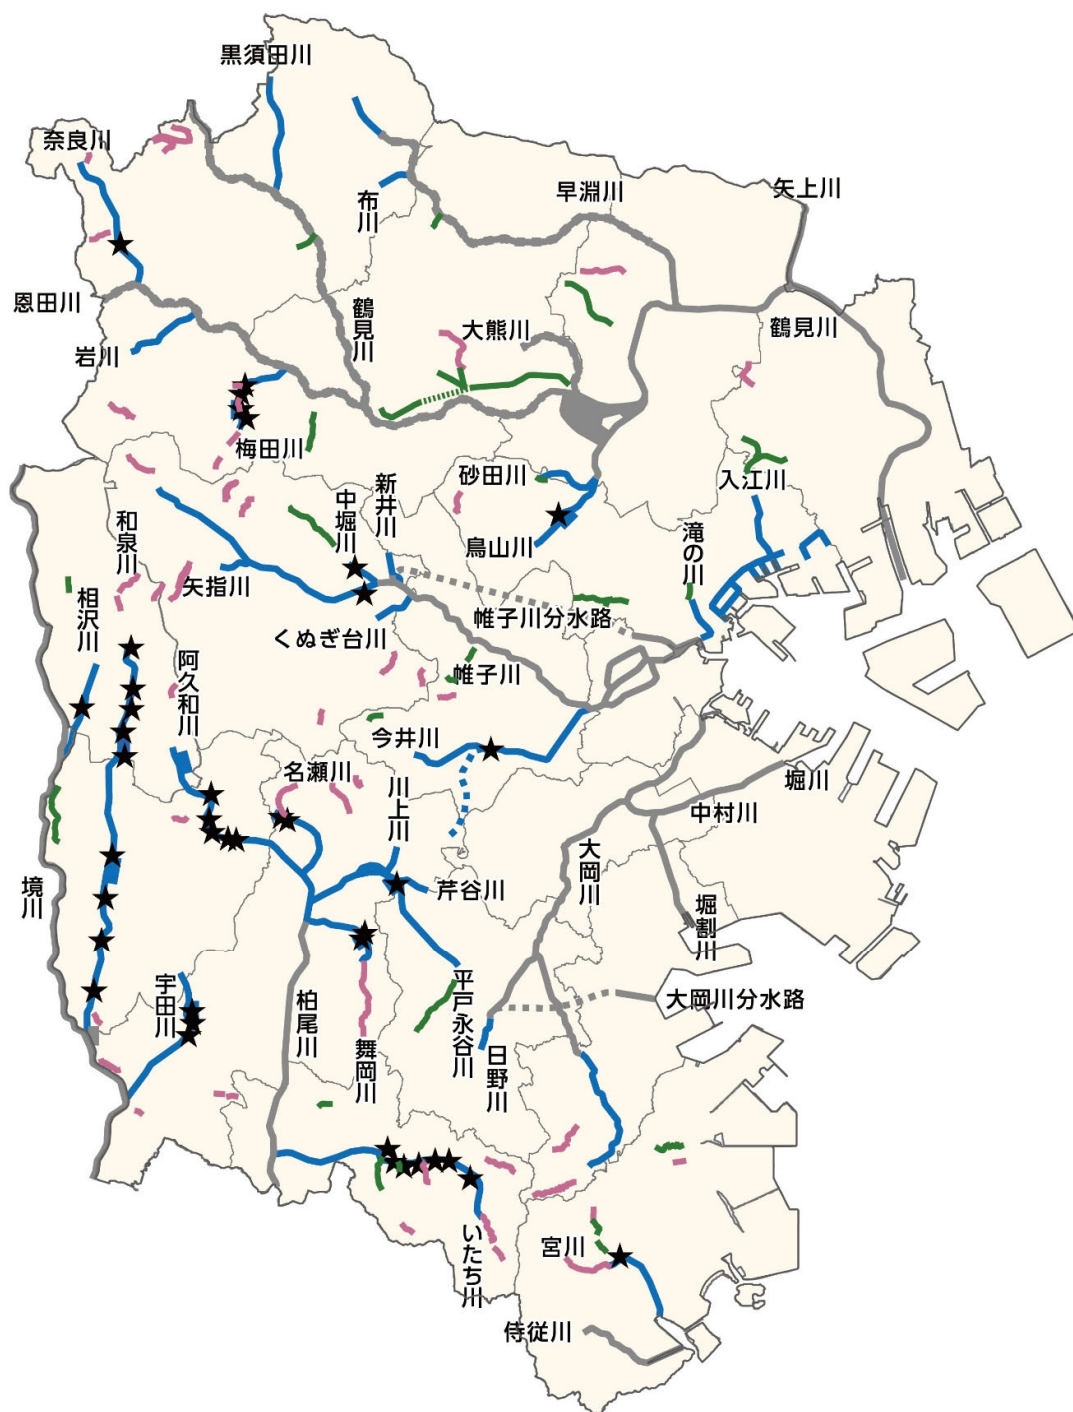 黒須田川
奈良川
布川
早淵川
矢上川
恩田川
鶴見川
大熊川
鶴見川
岩川
梅田川
砂田川
新井川
中堀川
入江川
和泉川
鳥山川
滝の川
矢指川
相沢川
帷子川分水路
くぬぎ台川
阿久和川
帷子川
今井川
名瀬川
川上川
堀川
中村川
大岡川
境川
芹谷川
堀割川
宇田川
柏尾川
平戸永谷川
大岡川分水路
舞岡川
日野川
いたち川
宮川
侍従川